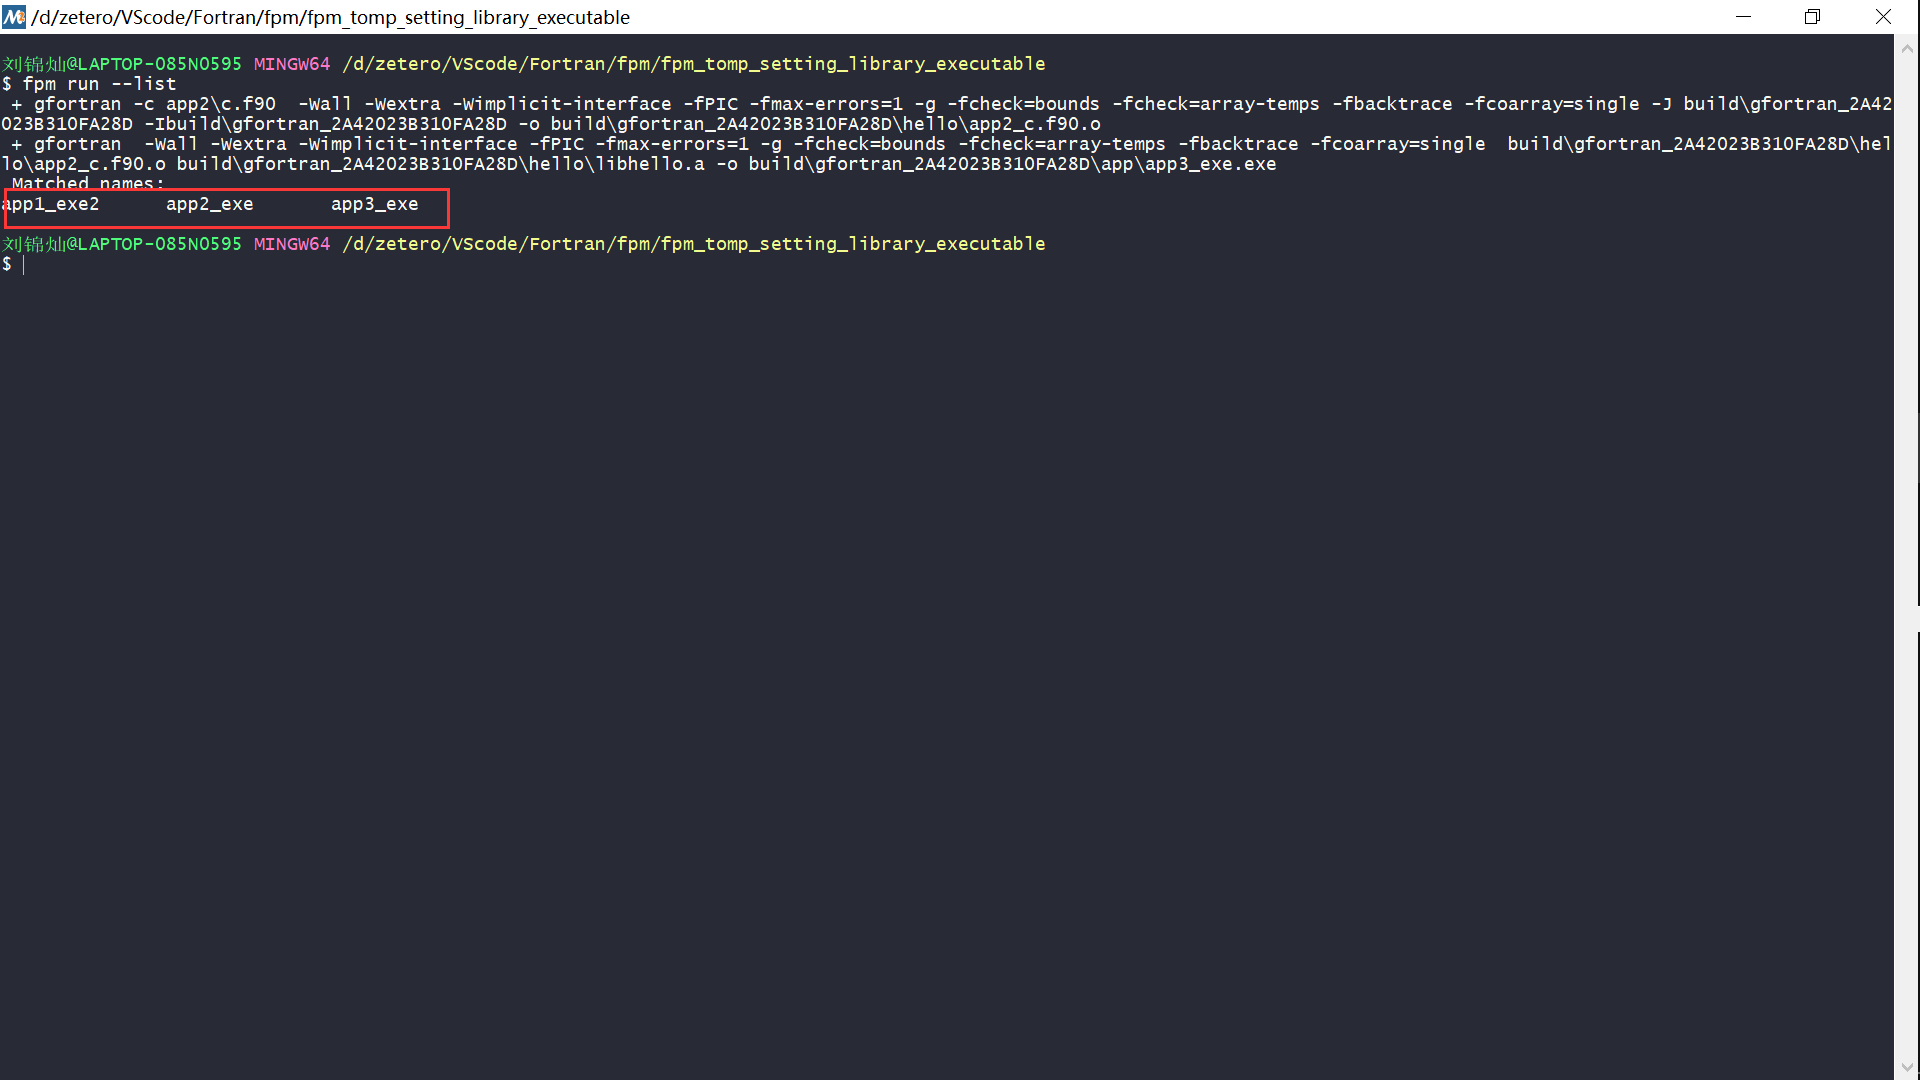 /d/zetero/VScode/Fortran/fpm/fpm_tomp_setting_library_executable
刘锦灿@LAPTOP-085N0595 MINGW64 /d/zetero/VScode/Fortran/fpm/fpm_tomp_setting_library_executable
$ fpm run --list
+ gfortran -c app2\c.f90  -Wall -Wextra -Wimplicit-interface -fPIC -fmax-errors=1 -g -fcheck=bounds -fcheck=array-temps -fbacktrace -fcoarray=single -J build\gfortran_2A42
023B310FA28D -Ibuild\gfortran_2A42023B310FA28D -o build\gfortran_2A42023B310FA28D\hello\app2_c.f90.o
+ gfortran  -Wall -Wextra -Wimplicit-interface -fPIC -fmax-errors=1 -g -fcheck=bounds -fcheck=array-temps -fbacktrace -fcoarray=single  build\gfortran_2A42023B310FA28D\hel
lo\app2_c.f90.o build\gfortran_2A42023B310FA28D\hello\libhello.a -o build\gfortran_2A42023B310FA28D\app\app3_exe.exe
Matched names:
app1_exe2      app2_exe       app3_exe
刘锦灿@LAPTOP-085N0595 MINGW64 /d/zetero/VScode/Fortran/fpm/fpm_tomp_setting_library_executable
$